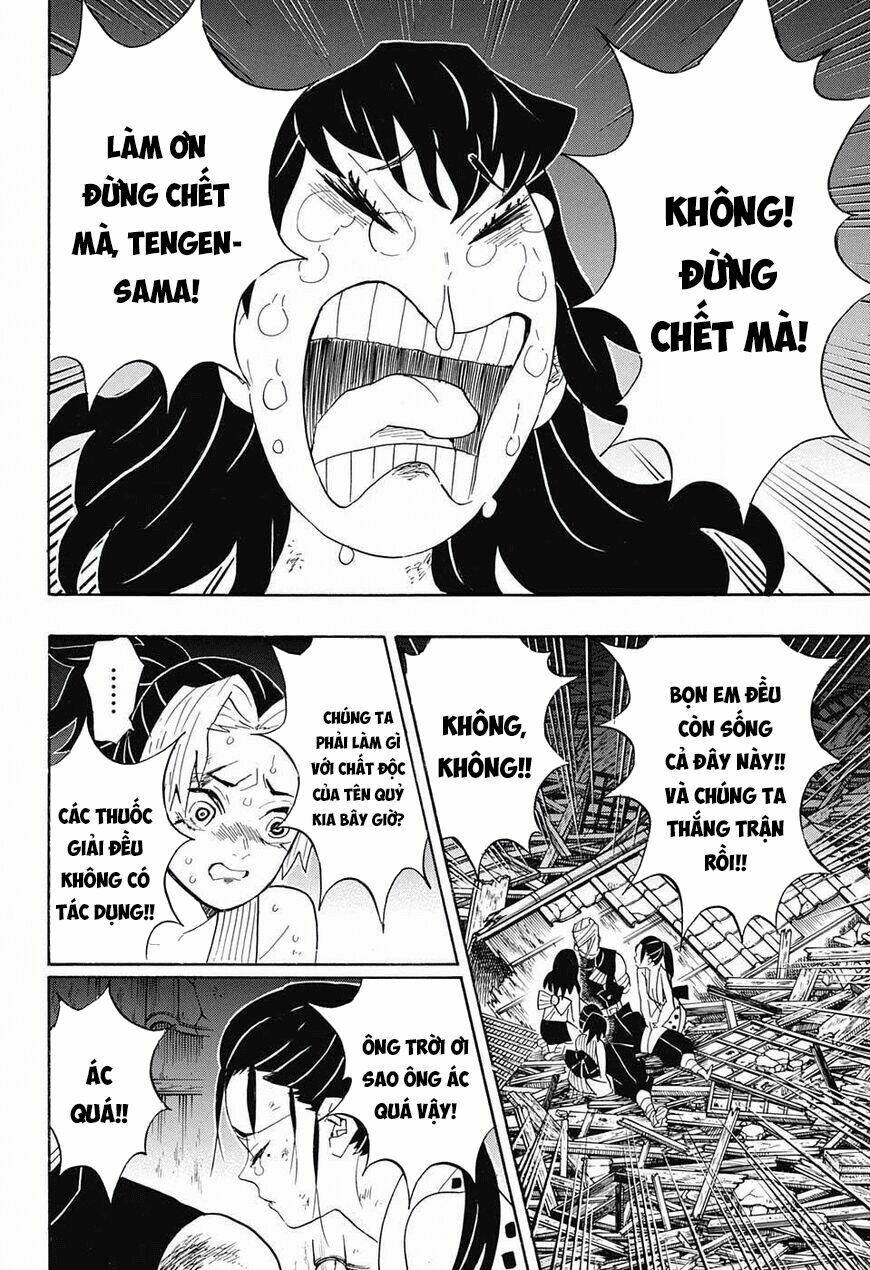 KHÔNG!
ĐỪNG
CHẾT MÀ!
LÀM ƠN
ĐỪNG CHẾT
MÀ, TENGEN-
SAMA!
BỌN EM ĐỀU
CÒN SỐNG
CẢ ĐÂY NÀY!!
VÀ CHÚNG TA
THẮNG TRẬN
RỒI!!
KHÔNG,
KHÔNG!!
CHÚNG TA
PHẢI LÀM GÌ
VỚI CHẤT ĐỘC
CỦA TÊN QUỶ
KIA BÂY GIỜ?
......
CÁC THUỐC
GIẢI ĐỀU
KHÔNG CÓ
TÁC DỤNG!!
ÔNG TRỜI ƠI
SAO ÔNG ÁC
QUÁ VẬY!
ÁC
QUÁ!!